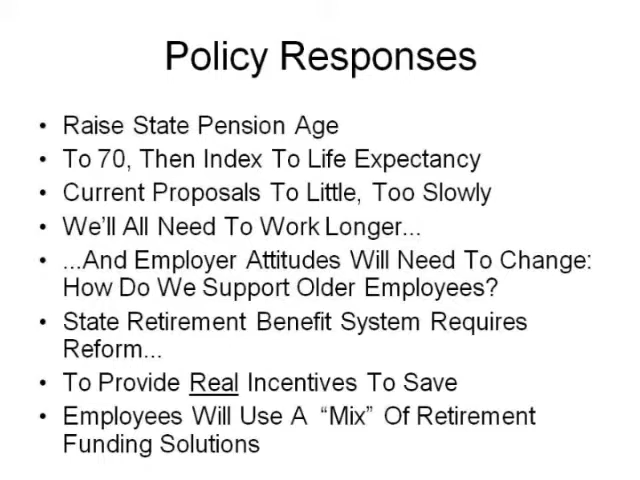 Policy Responses
• Raise State Pension Age
• To 70, Then Index To Life Expectancy
• Current Proposals To Little, Too Slowly
• We'll All Need To Work Longer...
• ...And Employer Attitudes Will Need To Change:
How Do We Support Older Employees?
• State Retirement Benefit System Requires
Reform...
• To Provide Real Incentives To Save
• Employees Will Use A “Mix” Of Retirement
Funding Solutions